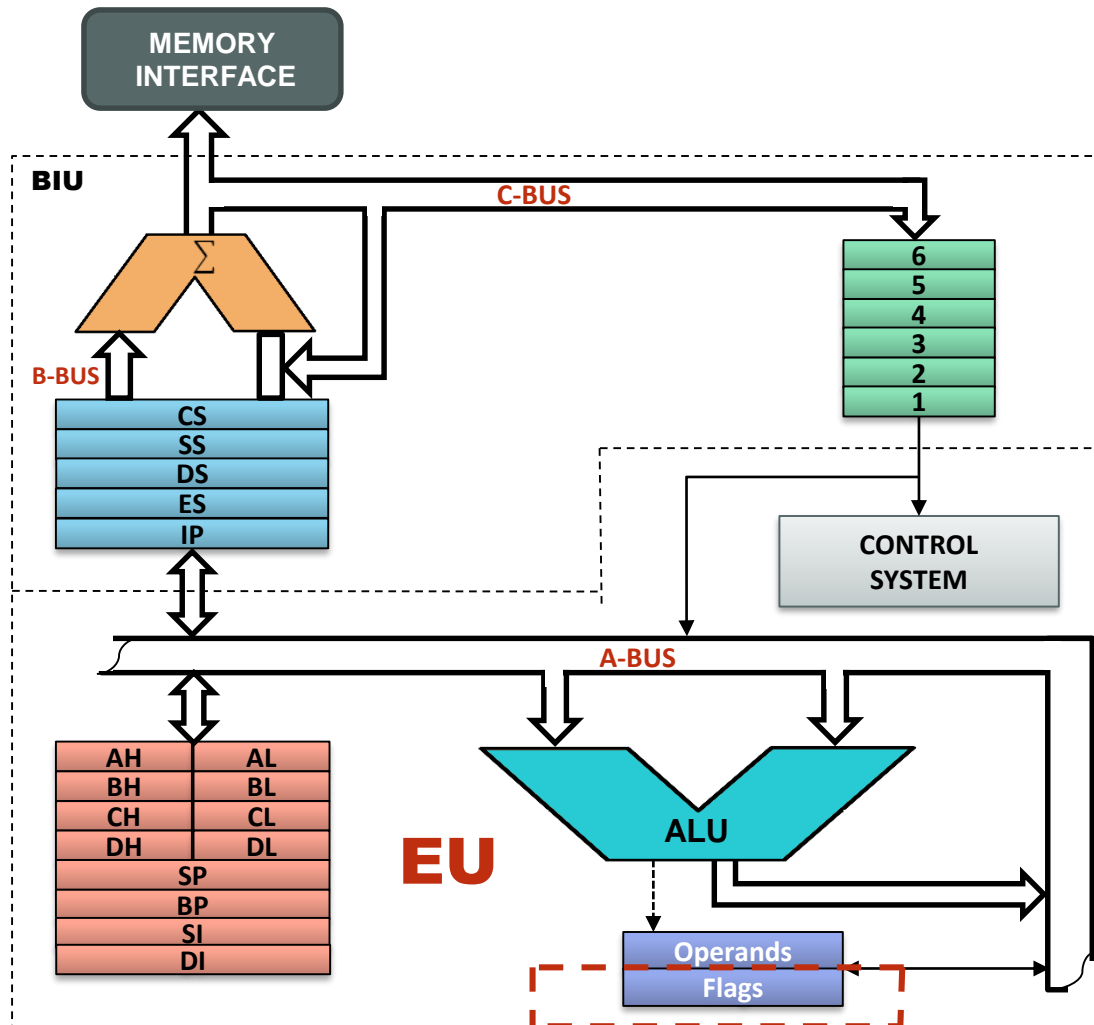 MEMORY
INTERFACE
BIU
C-BUS
∑
6
5
4
3
2
1
B-BUS
CS
SS
DS
ES
IP
CONTROL
SYSTEM
A-BUS
AH AL
BH BL
CH CL
DH DL
SP
BP
SI
DI
EU
ALU
Operands
Flags